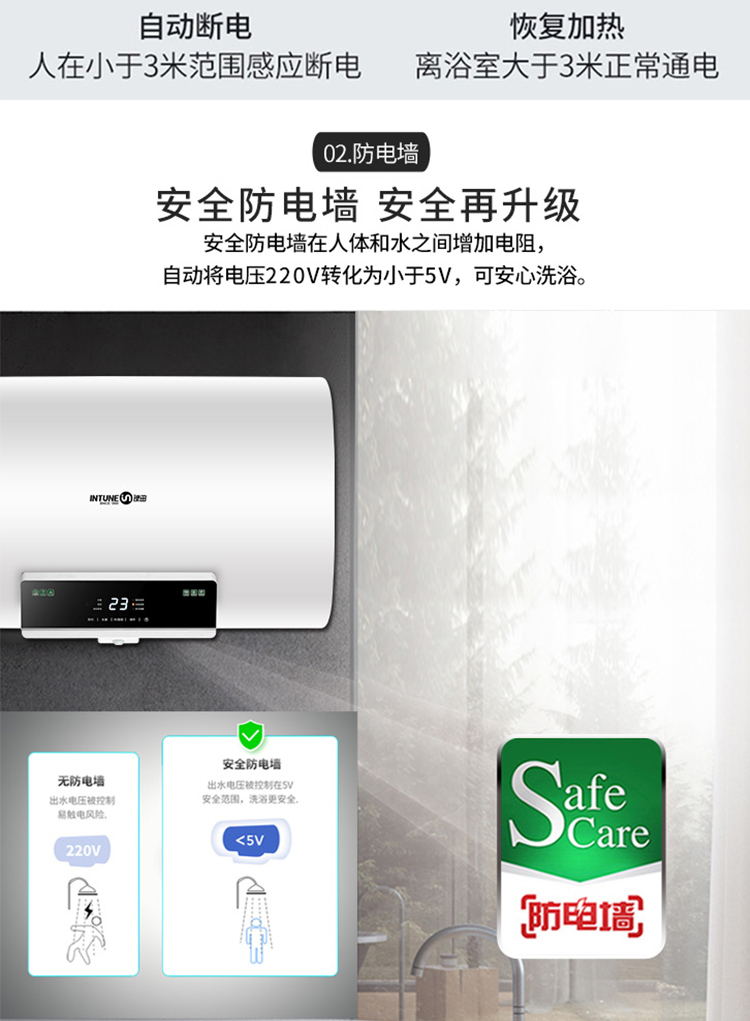 自动断电
恢复加热
人在小于3米范围感应断电
离浴室大于3米正常通电
02.防电墙
安全防电墙 安全再升级
安全防电墙在人体和水之间增加电阻，
自动将电压220V转化为小于5V，可安心洗浴。
INTUNE
23
无防电墙
出水电压被控制
易触电风险.
220V
安全防电墙
出水电压被控制在5V
安全范围，洗浴更安全.
<5V
Safe
Care
防电墙